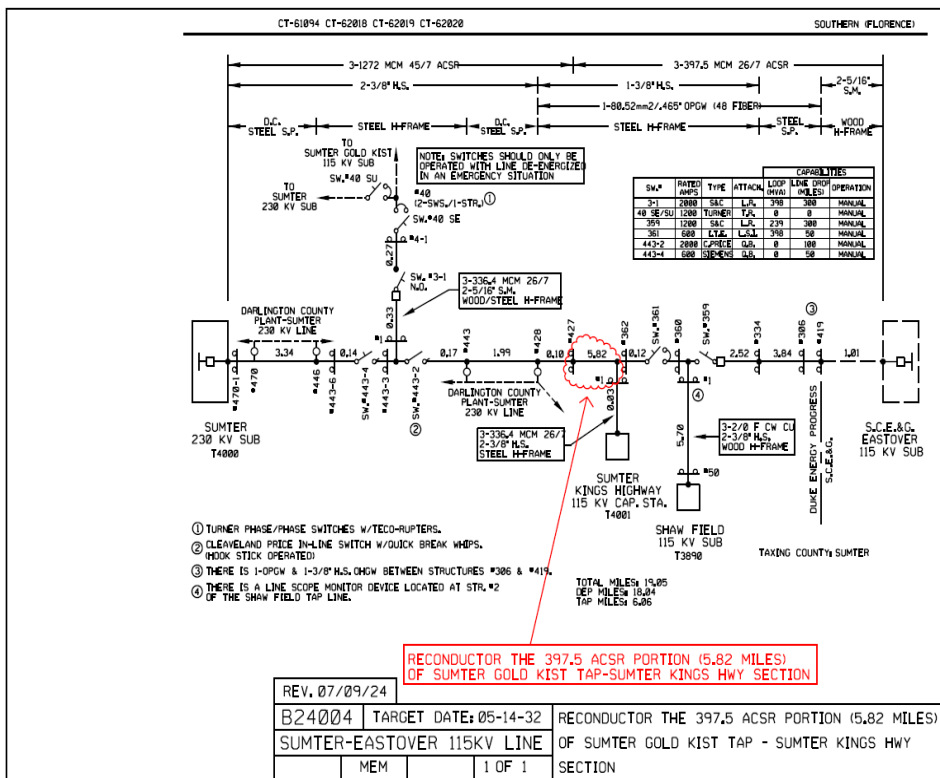 CT-61094 CT-62018 CT-62019 CT-62020
SOUTHERN (FLORENCE)
3-1272 MCM 45/7 ACSR
3-397.5 MCM 26/7 ACSR
2-3/8" H.S.
1-3/8" H.S.
2-5/16" S.M.
1-80.52mm2/.465" OPGW (48 FIBER)
D.C. STEEL S.P.
STEEL H-FRAME
D.C. STEEL S.P.
STEEL H-FRAME
STEEL S.P.
WOOD H-FRAME
TO
SUMTER GOLD KIST
115 KV SUB
SW.#40 SU
TO
SUMTER
230 KV SUB
NOTE: SWITCHES SHOULD ONLY BE
OPERATED WITH LINE DE-ENERGIZED
IN AN EMERGENCY SITUATION
#40
(2-SWS./1-STR.) 1
SW.#40 SE
#4-1
0.27
SW. #3-1
N.O.
0.33
3-336.4 MCM 26/7
2-5/16" S.M.
WOOD/STEEL H-FRAME
CAPABILITIES
SW.# RATED AMPS TYPE ATTACH. LOOP (MVA) LINE DROP (MILES) OPERATION
3-1 2000 S&C L.R. 398 300 MANUAL
40 SE/SU 1200 TURNER T.R. 0 0 MANUAL
359 1200 S&C L.R. 239 300 MANUAL
361 600 I.T.E. L.S.I. 398 50 MANUAL
443-2 2000 C.PRICE Q.B. 0 100 MANUAL
443-4 600 SIEMENS Q.B. 0 50 MANUAL
DARLINGTON COUNTY
PLANT-SUMTER
230 KV LINE
SUMTER
230 KV SUB
T4000
#470-1
#470
3.34
#446
0.14
#443-6
SW.#443-4
#443-3
#1
SW.#443-2
2
0.17
#443
1.99
#428
0.10
#427
5.82
#362
0.12
SW.#361
#360
SW.#359
2.52
#334
3.84
3
#306
#419
1.01
DARLINGTON COUNTY
PLANT-SUMTER
230 KV LINE
3-336.4 MCM 26/7
2-3/8" H.S.
STEEL H-FRAME
#1
0.03
SUMTER
KINGS HIGHWAY
115 KV CAP. STA.
T4001
#1
4
5.70
3-2/0 F CW CU
2-3/8" H.S.
WOOD H-FRAME
#50
SHAW FIELD
115 KV SUB
T3890
DUKE ENERGY PROGRESS
S.C.E.&G.
S.C.E.&G.
EASTOVER
115 KV SUB
TAXING COUNTY: SUMTER
1 TURNER PHASE/PHASE SWITCHES W/TECO-RUPTERS.
2 CLEAVELAND PRICE IN-LINE SWITCH W/QUICK BREAK WHIPS.
(HOOK STICK OPERATED)
3 THERE IS 1-OPGW & 1-3/8" H.S. OHGW BETWEEN STRUCTURES #306 & #419.
4 THERE IS A LINE SCOPE MONITOR DEVICE LOCATED AT STR. #2
OF THE SHAW FIELD TAP LINE.
TOTAL MILES: 19.05
DEP MILES: 18.04
TAP MILES: 6.06
RECONDUCTOR THE 397.5 ACSR PORTION (5.82 MILES)
OF SUMTER GOLD KIST TAP-SUMTER KINGS HWY SECTION
REV. 07/09/24
B24004 TARGET DATE: 05-14-32
SUMTER-EASTOVER 115KV LINE
MEM 1 OF 1
RECONDUCTOR THE 397.5 ACSR PORTION (5.82 MILES)
OF SUMTER GOLD KIST TAP - SUMTER KINGS HWY
SECTION